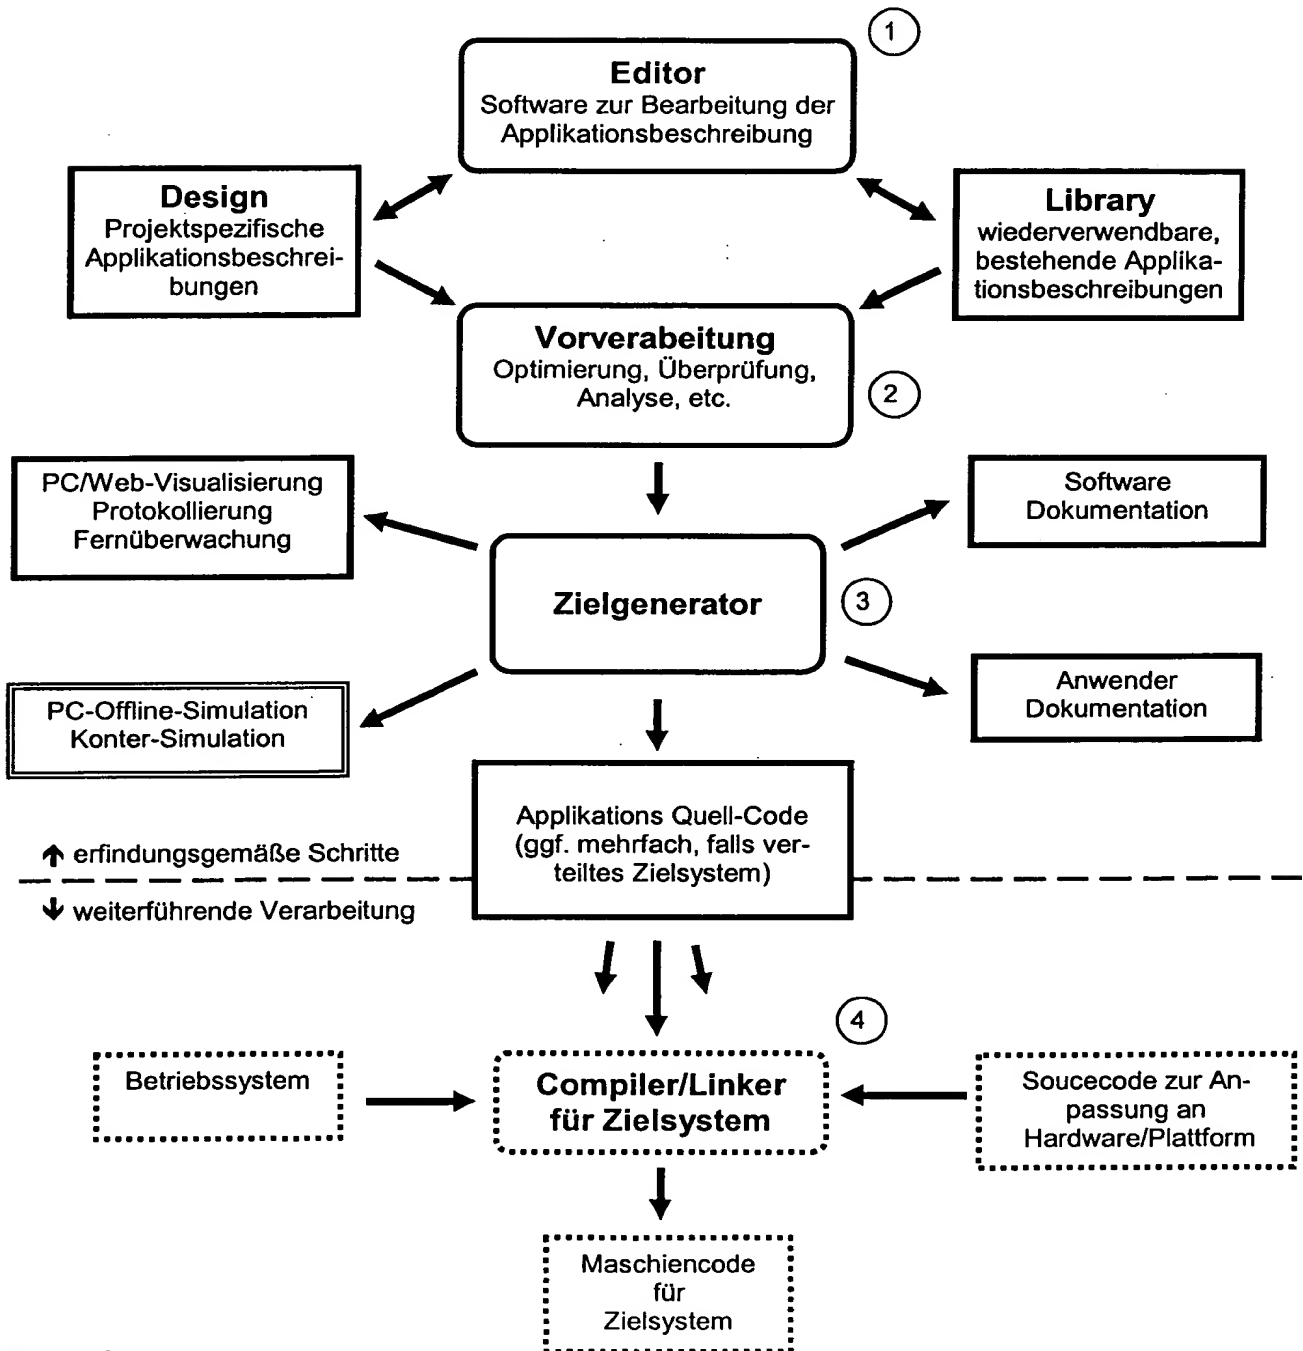 1
Editor
Software zur Bearbeitung der
Applikationsbeschreibung
Design
Projektspezifische
Applikationsbeschrei-
bungen
Library
wiederverwendbare,
bestehende Applika-
tionsbeschreibungen
Vorverabeitung
Optimierung, Überprüfung,
Analyse, etc.
2
PC/Web-Visualisierung
Protokollierung
Fernüberwachung
Software
Dokumentation
Zielgenerator
3
PC-Offline-Simulation
Konter-Simulation
Anwender
Dokumentation
Applikations Quell-Code
(ggf. mehrfach, falls ver-
teiltes Zielsystem)
↑ erfindungsgemäße Schritte
↓ weiterführende Verarbeitung
4
Betriebssystem
Compiler/Linker
für Zielsystem
Soucecode zur An-
passung an
Hardware/Plattform
Maschiencode
für
Zielsystem